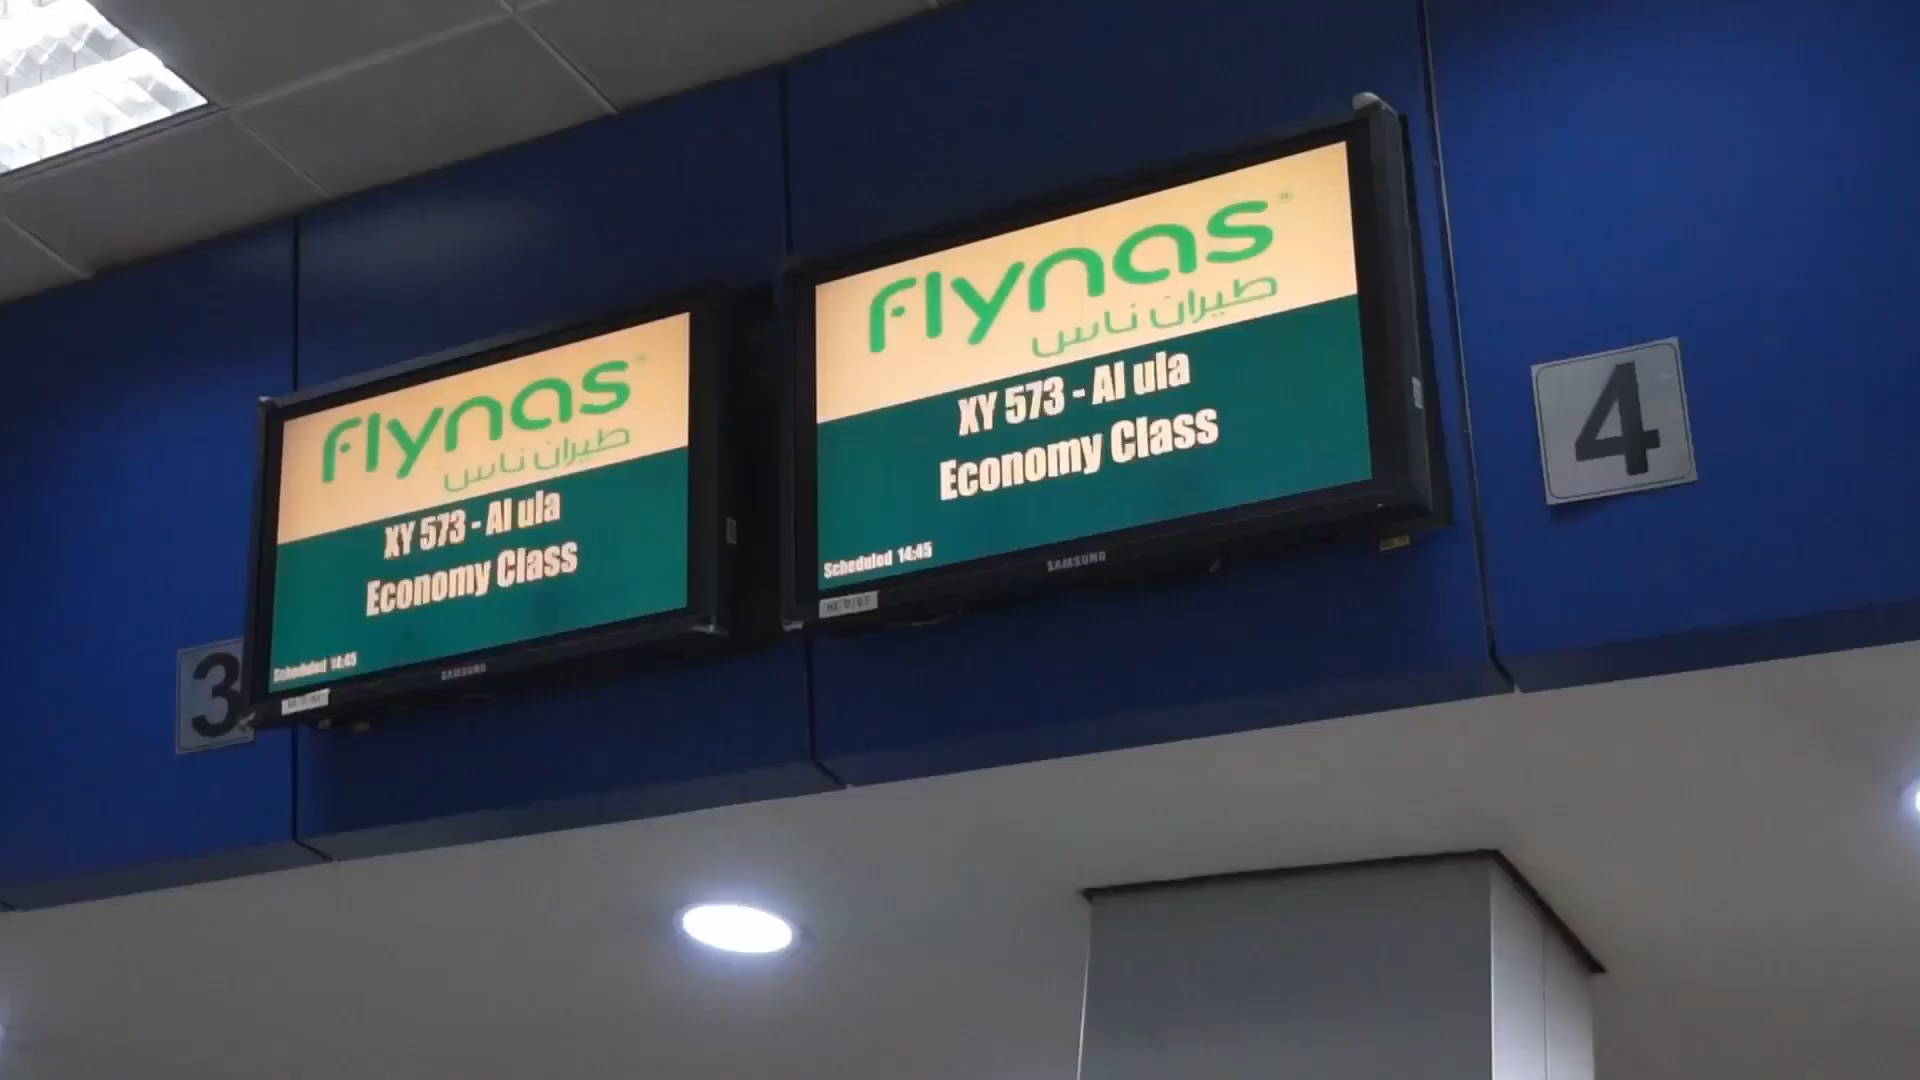 3
flynas
طيران ناس
XY 573 - Al ula
Economy Class
Scheduled 14:45
SAMSUNG
flynas
طيران ناس
XY 573 - Al ula
Economy Class
Scheduled 14:45
SAMSUNG
4